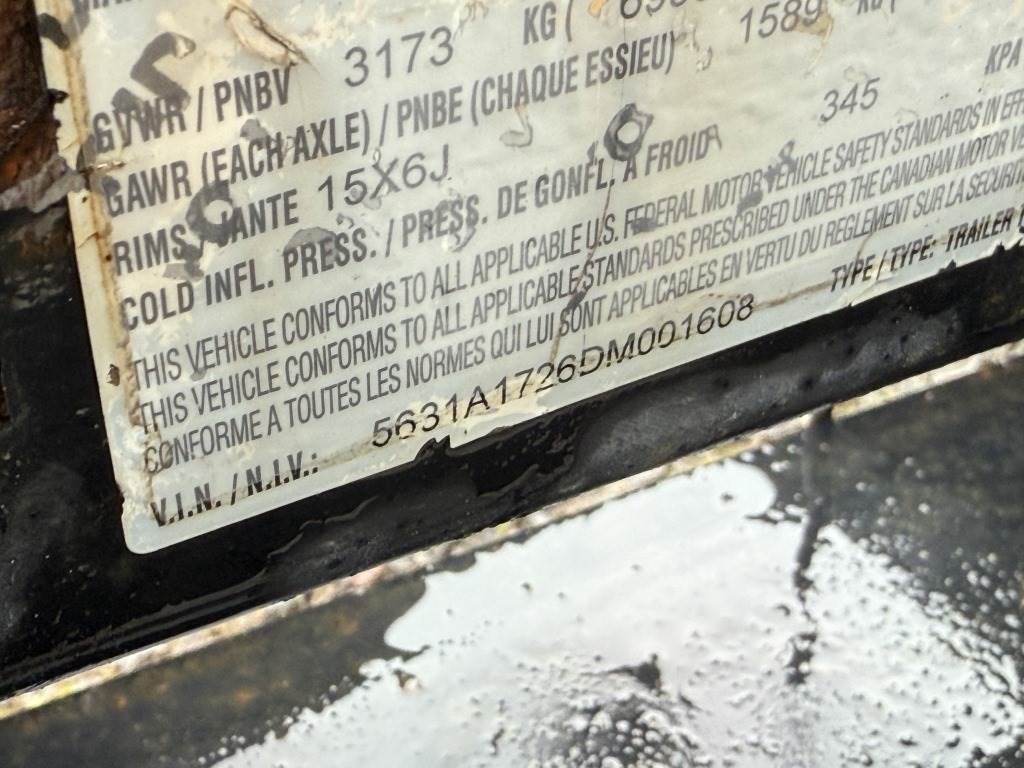 GVWR / PNBV 3173 KG (
GAWR (EACH AXLE) / PNBE (CHAQUE ESSIEU) 1589
RIMS / JANTE 15X6J
COLD INFL. PRESS. / PRESS. DE GONFL. À FROID 345 KPA
THIS VEHICLE CONFORMS TO ALL APPLICABLE U.S. FEDERAL MOTOR VEHICLE SAFETY STANDARDS IN
THIS VEHICLE CONFORMS TO ALL APPLICABLE STANDARDS PRESCRIBED UNDER THE CANADIAN MOTOR
CONFORME A TOUTES LES NORMES QUI LUI SONT APPLICABLES EN VERTU DU REGLEMENT SUR LA
V.I.N. / N.I.V.: 5631A1726DM001608 TYPE / TYPE: TRAILER